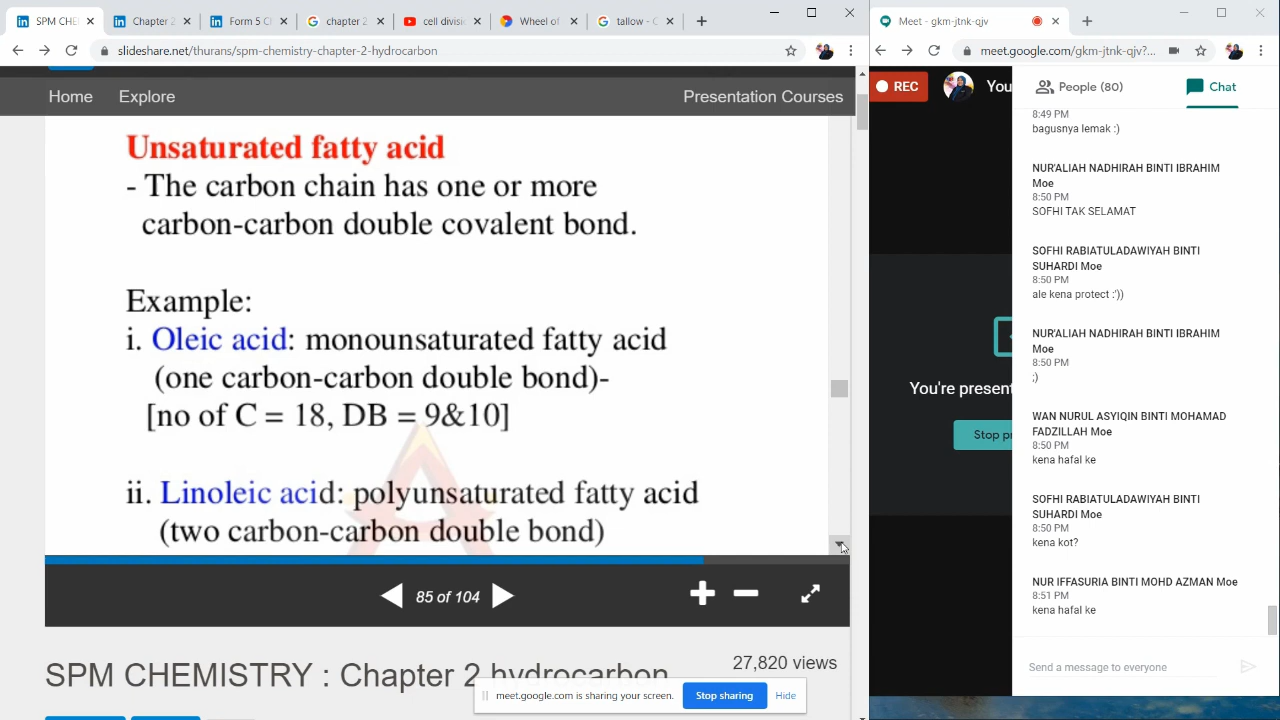 SPM CHE
Chapter 2
Form 5 C
chapter 2
cell divisi
Wheel of
tallow - G
slideshare.net/thurans/spm-chemistry-chapter-2-hydrocarbon
Home Explore Presentation Courses
Unsaturated fatty acid
- The carbon chain has one or more
carbon-carbon double covalent bond.
Example:
i. Oleic acid: monounsaturated fatty acid
(one carbon-carbon double bond)-
[no of C = 18, DB = 9&10]
ii. Linoleic acid: polyunsaturated fatty acid
(two carbon-carbon double bond)
85 of 104
SPM CHEMISTRY : Chapter 2 hydrocarbon
27,820 views
meet.google.com is sharing your screen. Stop sharing Hide
Meet - gkm-jtnk-qjv
meet.google.com/gkm-jtnk-qjv?...
REC
You
People (80) Chat
8:49 PM
bagusnya lemak :)
NUR'ALIAH NADHIRAH BINTI IBRAHIM
Moe
8:50 PM
SOFHI TAK SELAMAT
SOFHI RABIATULADAWIYAH BINTI
SUHARDI Moe
8:50 PM
ale kena protect :'))
NUR'ALIAH NADHIRAH BINTI IBRAHIM
Moe
8:50 PM
;)
You're present
WAN NURUL ASYIQIN BINTI MOHAMAD
FADZILLAH Moe
8:50 PM
kena hafal ke
Stop pr
SOFHI RABIATULADAWIYAH BINTI
SUHARDI Moe
8:50 PM
kena kot?
NUR IFFASURIA BINTI MOHD AZMAN Moe
8:51 PM
kena hafal ke
Send a message to everyone